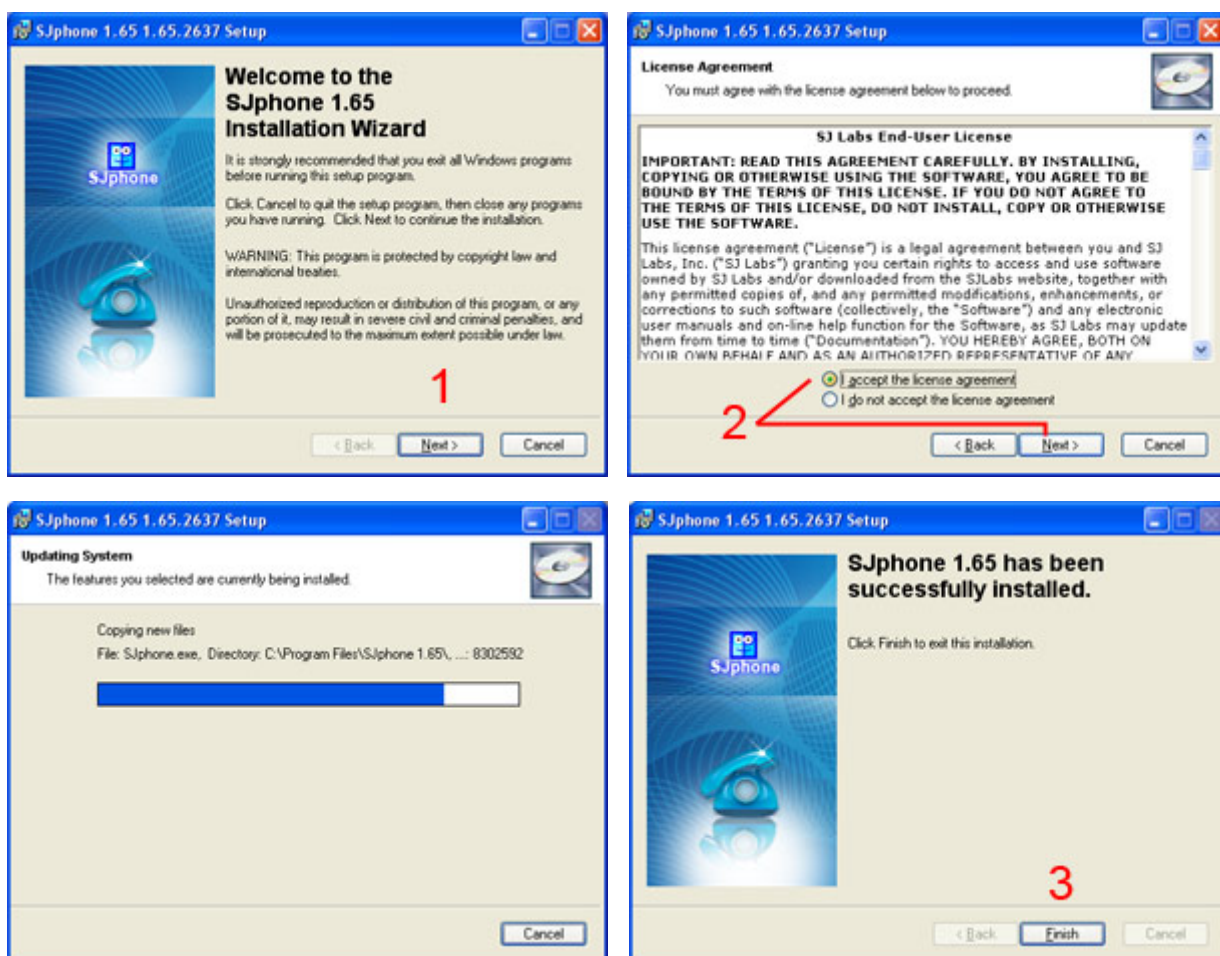 SJphone 1.65 1.65.2637 Setup
SJphone
Welcome to the
SJphone 1.65
Installation Wizard
It is strongly recommended that you exit all Windows programs
before running this setup program.
Click Cancel to quit the setup program, then close any programs
you have running. Click Next to continue the installation.
WARNING: This program is protected by copyright law and
international treaties.
Unauthorized reproduction or distribution of this program, or any
portion of it, may result in severe civil and criminal penalties, and
will be prosecuted to the maximum extent possible under law.
1
< Back Next > Cancel
SJphone 1.65 1.65.2637 Setup
License Agreement
You must agree with the license agreement below to proceed.
SJ Labs End-User License
IMPORTANT: READ THIS AGREEMENT CAREFULLY. BY INSTALLING,
COPYING OR OTHERWISE USING THE SOFTWARE, YOU AGREE TO BE
BOUND BY THE TERMS OF THIS LICENSE. IF YOU DO NOT AGREE TO
THE TERMS OF THIS LICENSE, DO NOT INSTALL, COPY OR OTHERWISE
USE THE SOFTWARE.
This license agreement ("License") is a legal agreement between you and SJ
Labs, Inc. ("SJ Labs") granting you certain rights to access and use software
owned by SJ Labs and/or downloaded from the SJLabs website, together with
any permitted copies of, and any permitted modifications, enhancements, or
corrections to such software (collectively, the "Software") and any electronic
user manuals and on-line help function for the Software, as SJ Labs may update
them from time to time ("Documentation"). YOU HEREBY AGREE, BOTH ON
YOUR OWN BEHALF AND AS AN AUTHORIZED REPRESENTATIVE OF ANY
I accept the license agreement
I do not accept the license agreement
2
< Back Next > Cancel
SJphone 1.65 1.65.2637 Setup
Updating System
The features you selected are currently being installed.
Copying new files
File: SJphone.exe, Directory: C:\Program Files\SJphone 1.65\, ...: 8302592
Cancel
SJphone 1.65 1.65.2637 Setup
SJphone
SJphone 1.65 has been
successfully installed.
Click Finish to exit this installation.
3
< Back Finish Cancel